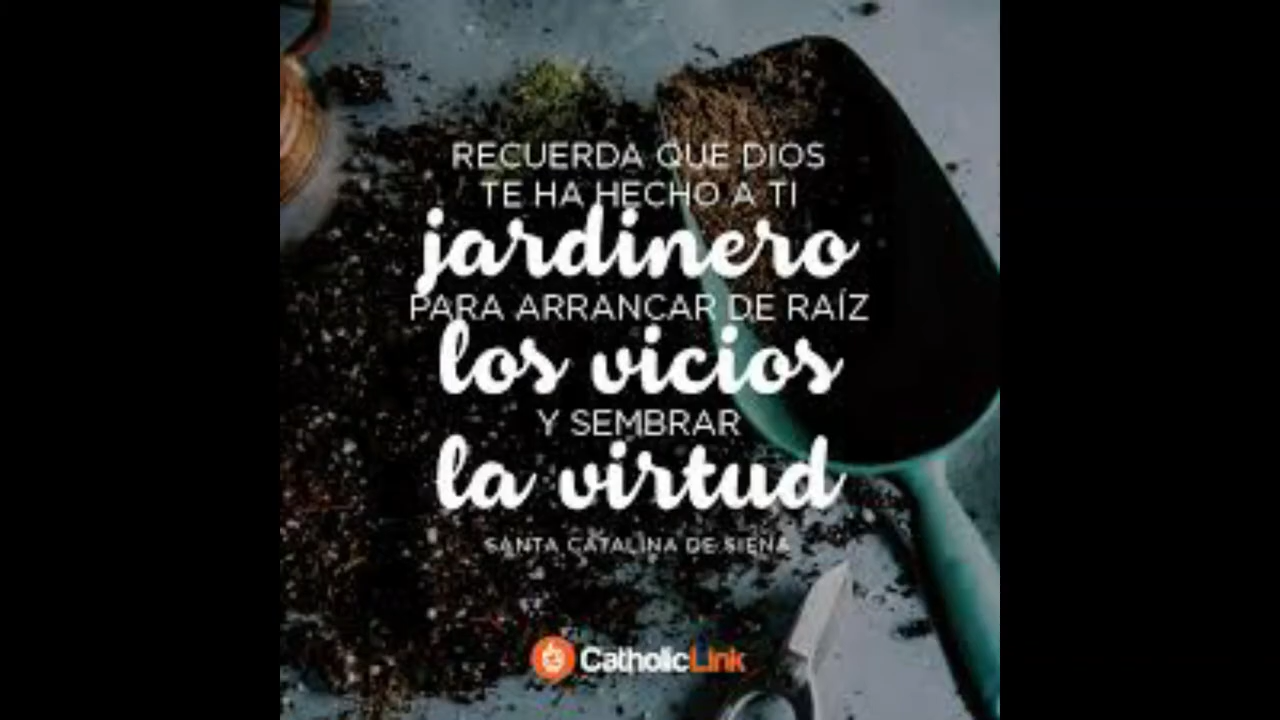 RECUERDA QUE DIOS
TE HA HECHO A TI
jardinero
PARA ARRANCAR DE RAÍZ
los vicios
Y SEMBRAR
la virtud
SANTA CATALINA DE SIENA
CatholicLink